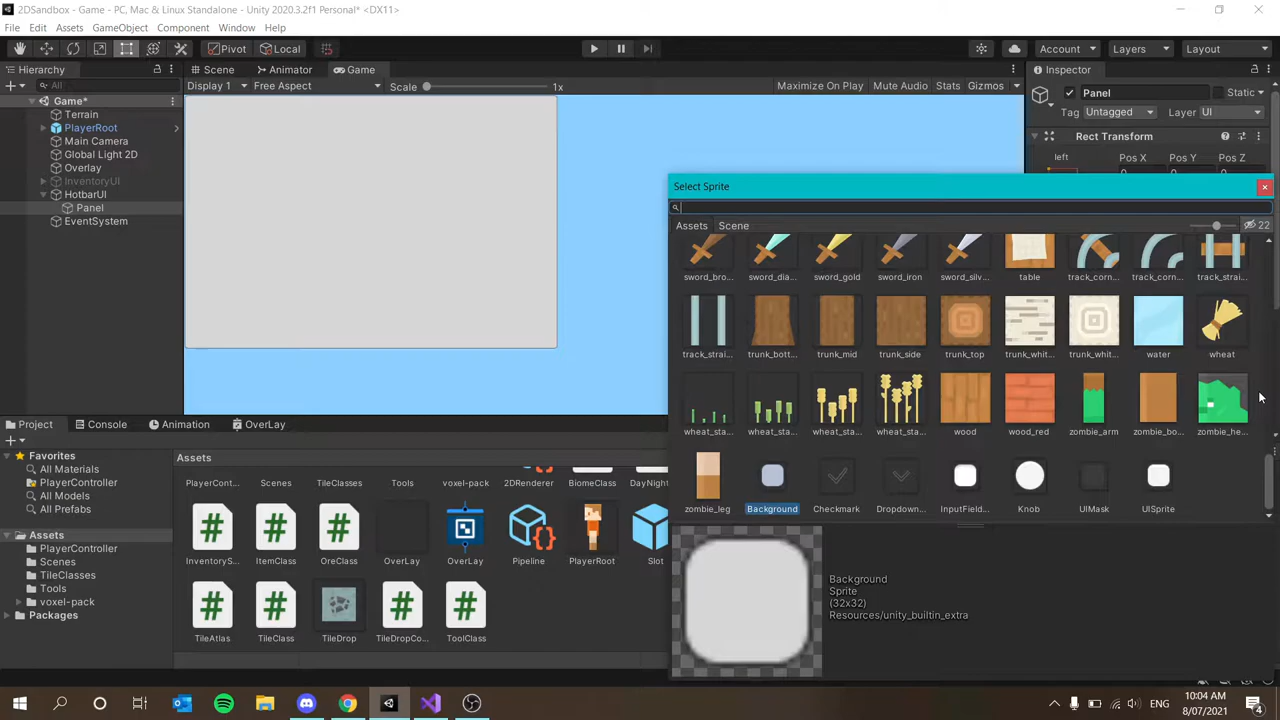 2DSandbox - Game - PC, Mac & Linux Standalone - Unity 2020.3.2f1 Personal* <DX11>
File Edit Assets GameObject Component Window Help
Pivot Local Account Layers Layout
Hierarchy Scene Animator Game Inspector
All Display 1 Free Aspect Scale 1x Maximize On Play Mute Audio Stats Gizmos Panel Static
Game*
Terrain
PlayerRoot
Main Camera
Global Light 2D
Overlay
InventoryUI
HotbarUI
Panel
EventSystem
Tag Untagged Layer UI
Rect Transform
left Pos X Pos Y Pos Z
Select Sprite
Assets Scene 22
sword_bro... sword_dia... sword_gold sword_iron sword_silv... table track_corn... track_corn... track_strai...
track_strai... trunk_bott... trunk_mid trunk_side trunk_top trunk_whit... trunk_whit... water wheat
wheat_sta... wheat_sta... wheat_sta... wheat_sta... wood wood_red zombie_arm zombie_bo... zombie_he...
zombie_leg Background Checkmark Dropdown... InputField... Knob UIMask UISprite
Background
Sprite
(32x32)
Resources/unity_builtin_extra
Project Console Animation OverLay
Favorites
All Materials
PlayerController
All Models
All Prefabs
Assets
PlayerController
Scenes
TileClasses
Tools
voxel-pack
Packages
Assets
PlayerCont... Scenes TileClasses Tools voxel-pack 2DRenderer BiomeClass DayNigh...
InventoryS... ItemClass OreClass OverLay OverLay Pipeline PlayerRoot Slot
TileAtlas TileClass TileDrop TileDropCo... ToolClass
ENG
10:04 AM
8/07/2021
4